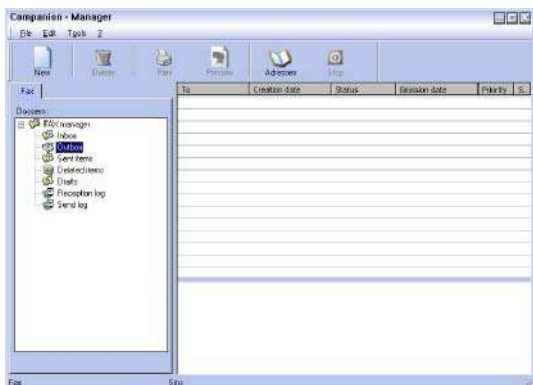 Companion - Manager
File Edit Tools ?
New Delete Print Preview Adresses Stop
Fax
To Creation date Status Emission date Priority S..
Dossiers
FAX manager
Inbox
Outbox
Sent items
Deleted items
Drafts
Reception log
Send log
Fax